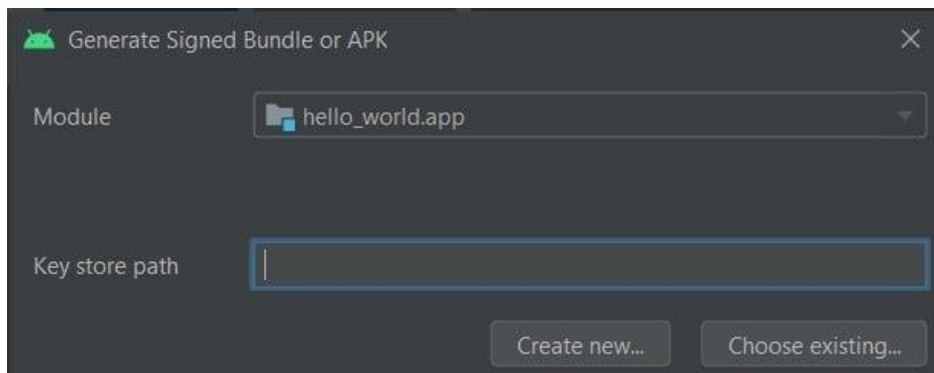 Generate Signed Bundle or APK
Module
hello_world.app
Key store path
Create new...
Choose existing...